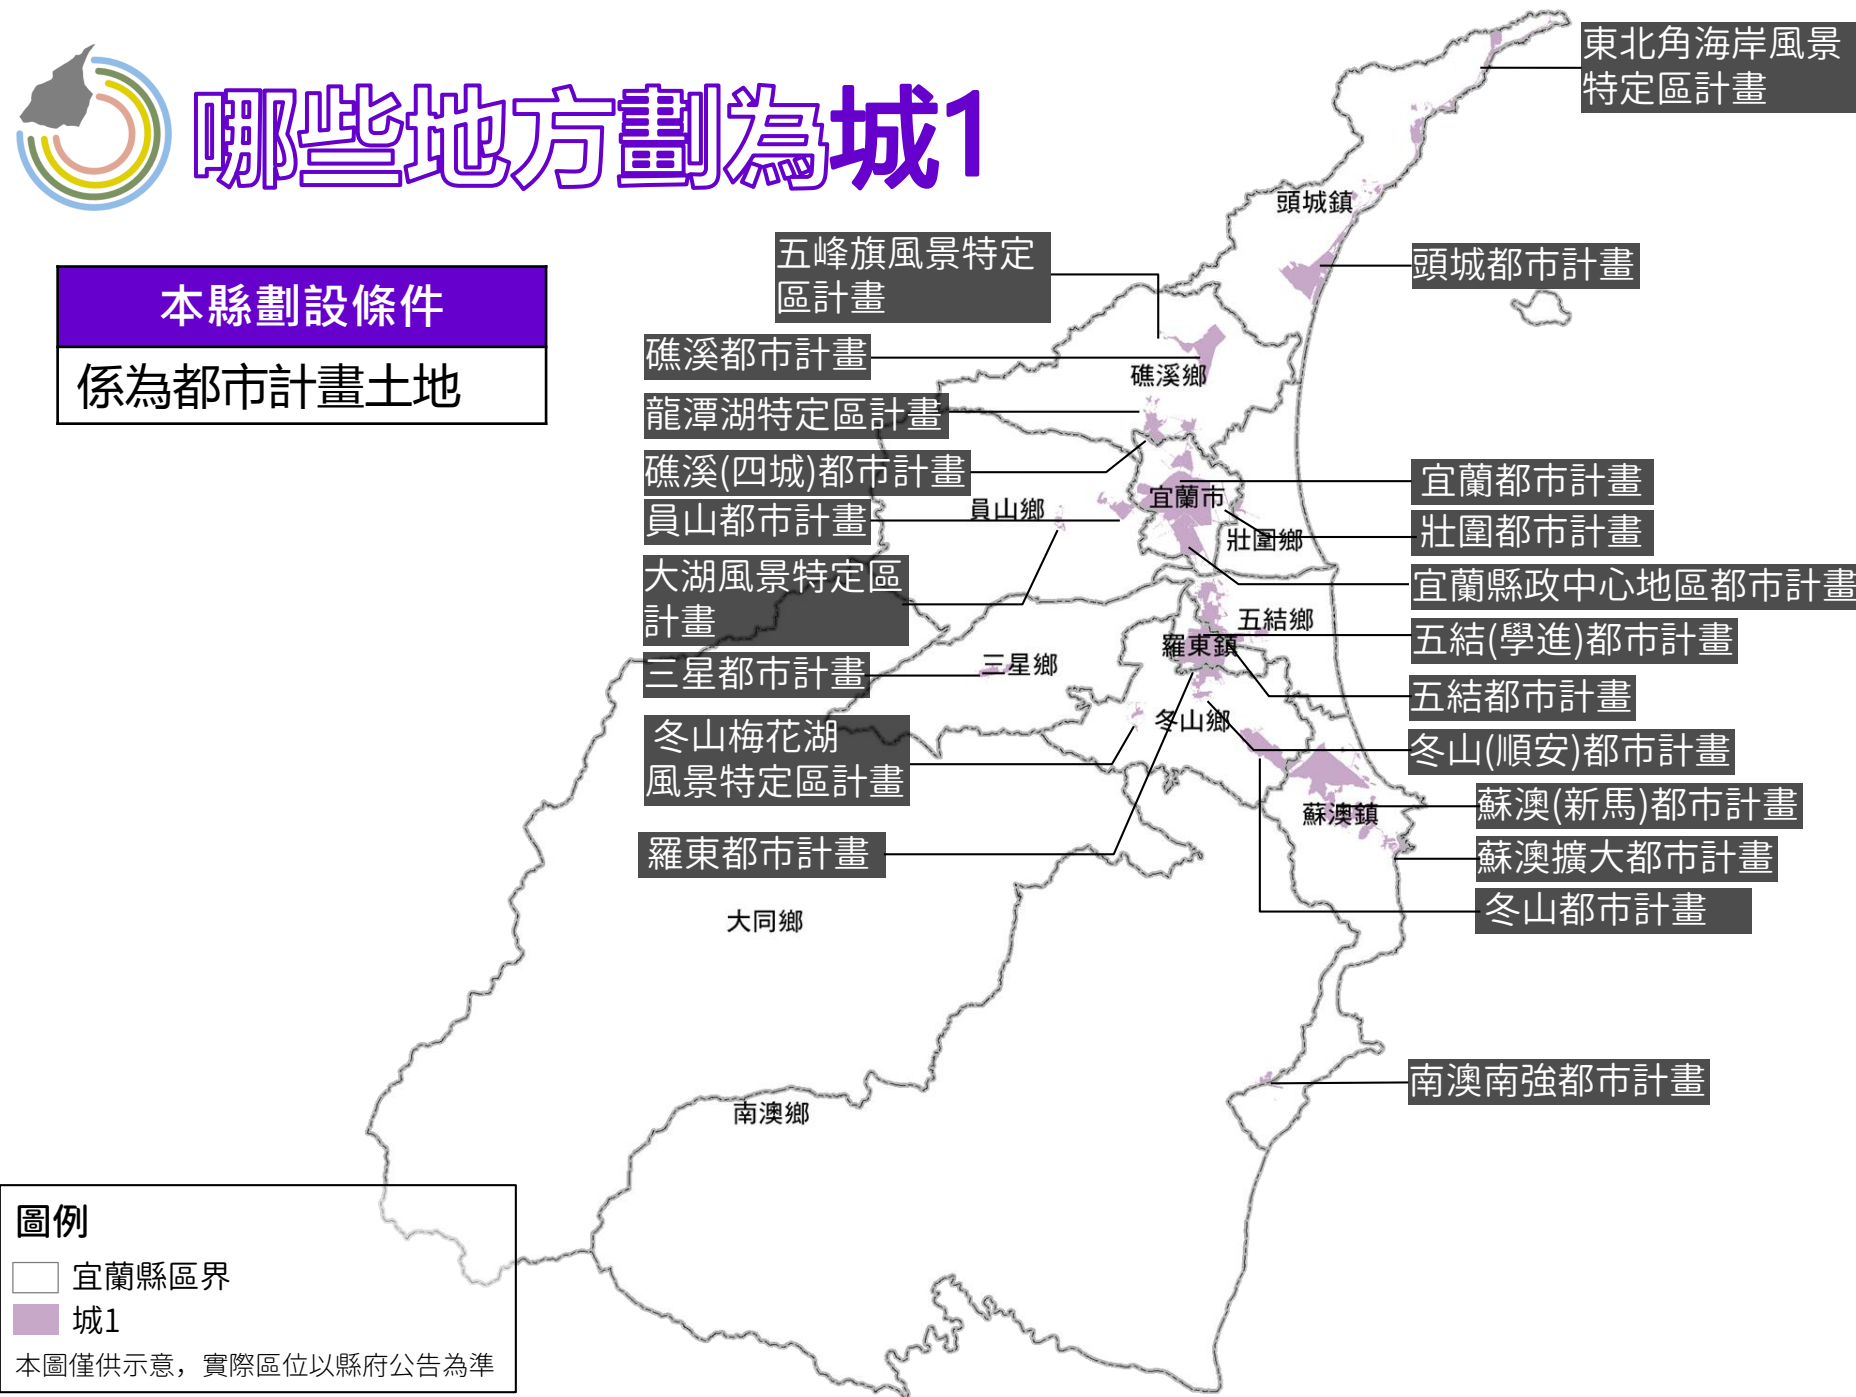 哪些地方劃為城1
本縣劃設條件
係為都市計畫土地
東北角海岸風景
特定區計畫
頭城鎮
頭城都市計畫
五峰旗風景特定
區計畫
礁溪都市計畫
礁溪鄉
龍潭湖特定區計畫
礁溪(四城)都市計畫
員山都市計畫
員山鄉
大湖風景特定區
計畫
三星都市計畫
三星鄉
冬山梅花湖
風景特定區計畫
羅東都市計畫
宜蘭市
宜蘭都市計畫
壯圍鄉
壯圍都市計畫
宜蘭縣政中心地區都市計畫
五結鄉
五結(學進)都市計畫
羅東鎮
五結都市計畫
冬山鄉
冬山(順安)都市計畫
蘇澳鎮
蘇澳(新馬)都市計畫
蘇澳擴大都市計畫
冬山都市計畫
大同鄉
南澳鄉
南澳南強都市計畫
圖例
宜蘭縣區界
城1
本圖僅供示意，實際區位以縣府公告為準